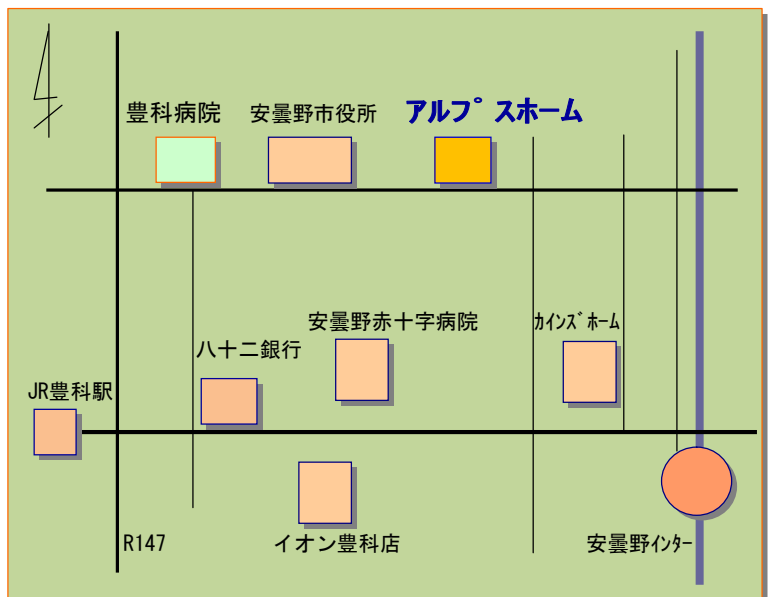 豊科病院
安曇野市役所
アルプスホーム
安曇野赤十字病院
ｶｲﾝｽﾞﾎｰﾑ
八十二銀行
JR豊科駅
R147
イオン豊科店
安曇野ｲﾝﾀｰ